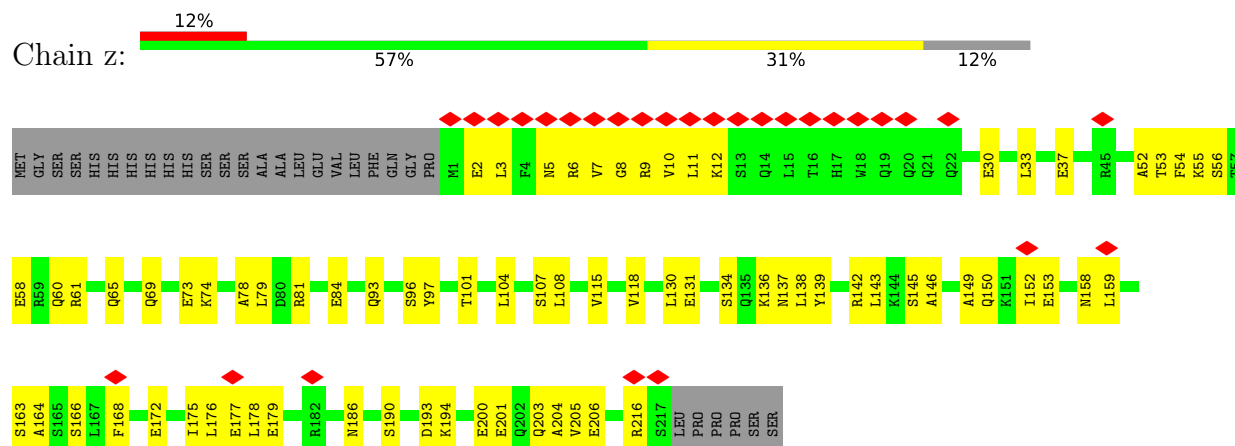 12%
Chain z:
57% 31% 12%
MET GLY SER SER HIS HIS HIS HIS HIS HIS SER SER SER ALA ALA LEU GLU VAL LEU PHE GLN GLY PRO M1 E2 L3 F4 N5 R6 V7 G8 R9 V10 L11 K12 S13 Q14 L15 T16 H17 W18 Q19 Q20 Q21 Q22 E30 L33 E37 R45 A52 T53 F54 K55 S56 T57
E58 R59 Q60 R61 Q65 Q69 E73 K74 A78 L79 D80 R81 E84 Q93 S96 Y97 T101 L104 S107 L108 V115 V118 L130 E131 S134 Q135 K136 N137 L138 Y139 R142 L143 K144 S145 A146 A149 Q150 K151 I152 E153 N158 L159
S163 A164 S165 S166 L167 F168 E172 I175 L176 E177 L178 E179 R182 N186 S190 D193 K194 E200 E201 Q202 Q203 A204 V205 E206 R216 S217 LEU PRO PRO PRO SER SER